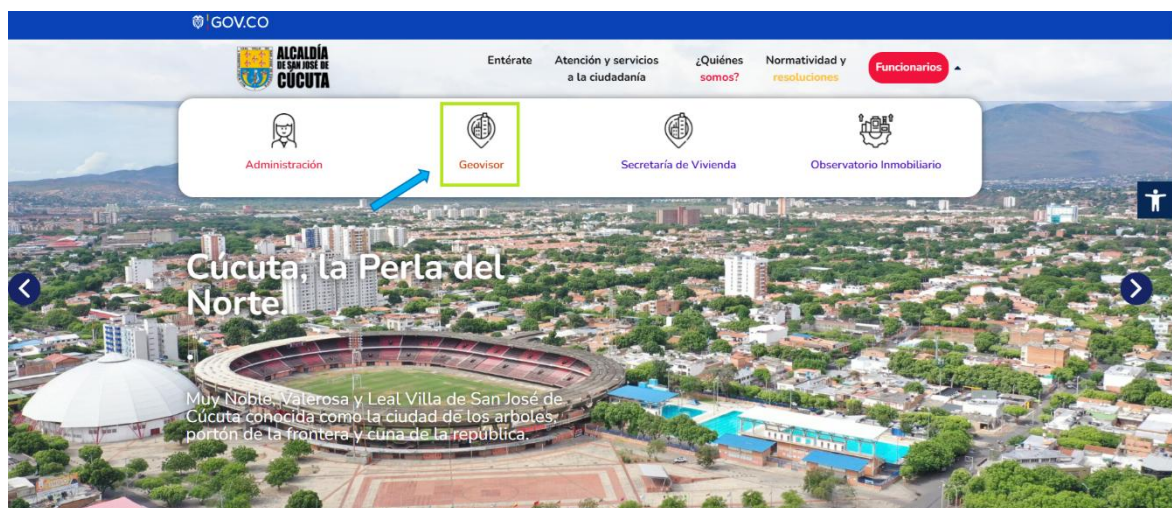 GOV.CO
ALCALDÍA
DE SAN JOSÉ DE
CÚCUTA
Entérate
Atención y servicios
a la ciudadanía
¿Quiénes
somos?
Normatividad y
resoluciones
Funcionarios
Administración
Geovisor
Secretaría de Vivienda
Observatorio Inmobiliario
Cúcuta, la Perla del
Norte
.
Muy Noble, Valerosa y Leal Villa de San José de
Cúcuta conocida como la ciudad de los arboles,
portón de la frontera y cuna de la república.